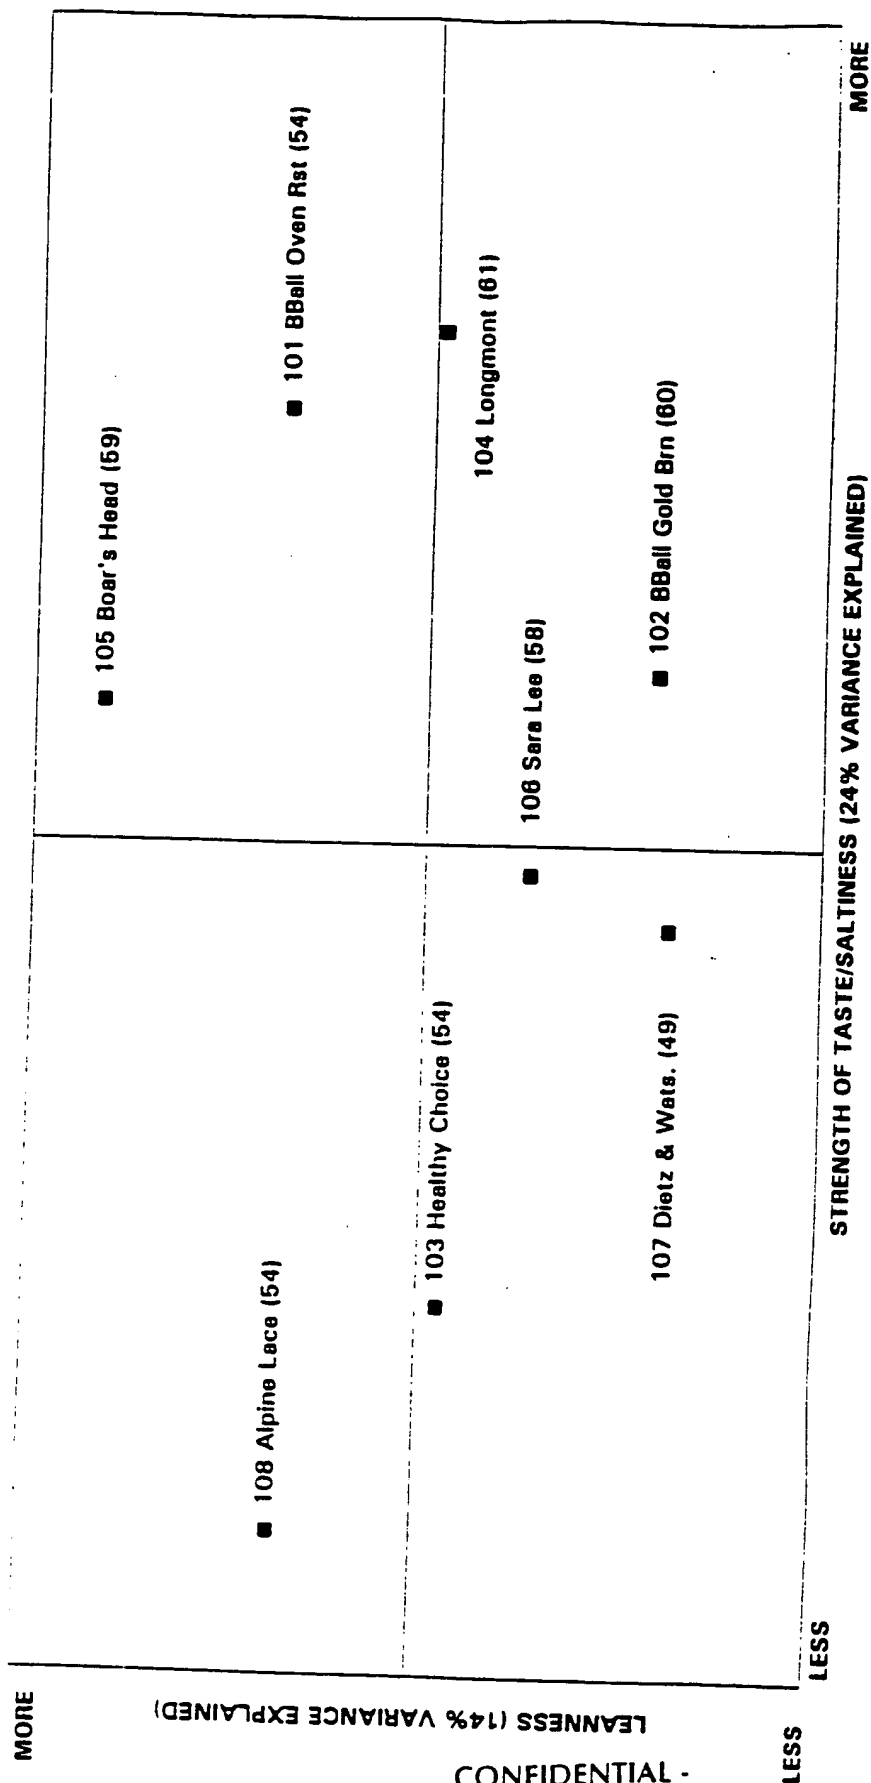 MORE
LEANNESS (14% VARIANCE EXPLAINED)
LESS
105 Boar's Head (59)
101 BBall Oven Rst (54)
108 Alpine Lace (54)
104 Longmont (61)
103 Healthy Choice (54)
106 Sara Lee (58)
102 BBall Gold Brn (60)
107 Dietz & Wats. (49)
LESS
STRENGTH OF TASTE/SALTINESS (24% VARIANCE EXPLAINED)
MORE
CONFIDENTIAL -